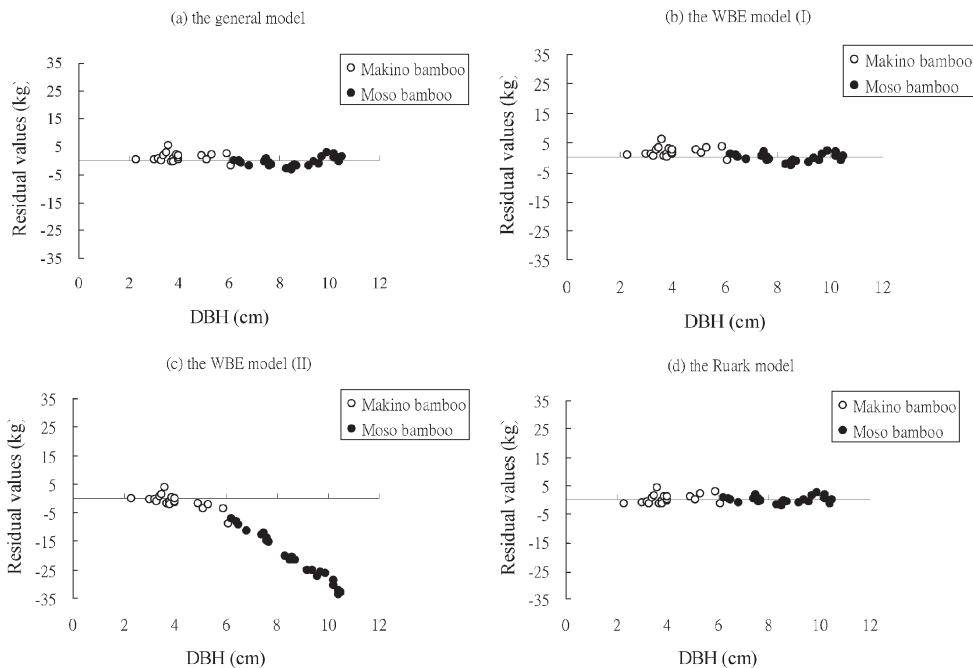 (a) the general model
Residual values (kg)
35
25
15
5
-5
-15
-25
-35
Makino bamboo
Moso bamboo
0 2 4 6 8 10 12
DBH (cm)
(b) the WBE model (I)
Residual values (kg)
35
25
15
5
-5
-15
-25
-35
Makino bamboo
Moso bamboo
0 2 4 6 8 10 12
DBH (cm)
(c) the WBE model (II)
Residual values (kg)
35
25
15
5
-5
-15
-25
-35
Makino bamboo
Moso bamboo
0 2 4 6 8 10 12
DBH (cm)
(d) the Ruark model
Residual values (kg)
35
25
15
5
-5
-15
-25
-35
Makino bamboo
Moso bamboo
0 2 4 6 8 10 12
DBH (cm)